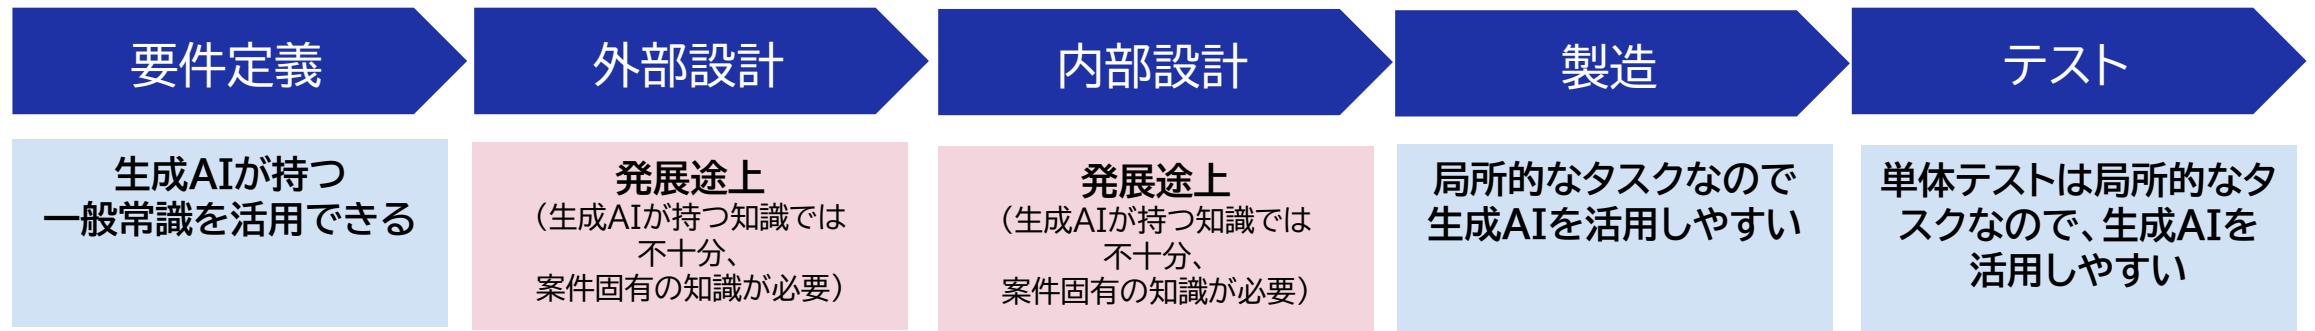 要件定義
外部設計
内部設計
製造
テスト
生成AIが持つ
一般常識を活用できる
発展途上
（生成AIが持つ知識では
不十分、
案件固有の知識が必要）
発展途上
（生成AIが持つ知識では
不十分、
案件固有の知識が必要）
局所的なタスクなので
生成AIを活用しやすい
単体テストは局所的なタ
スクなので、生成AIを
活用しやすい